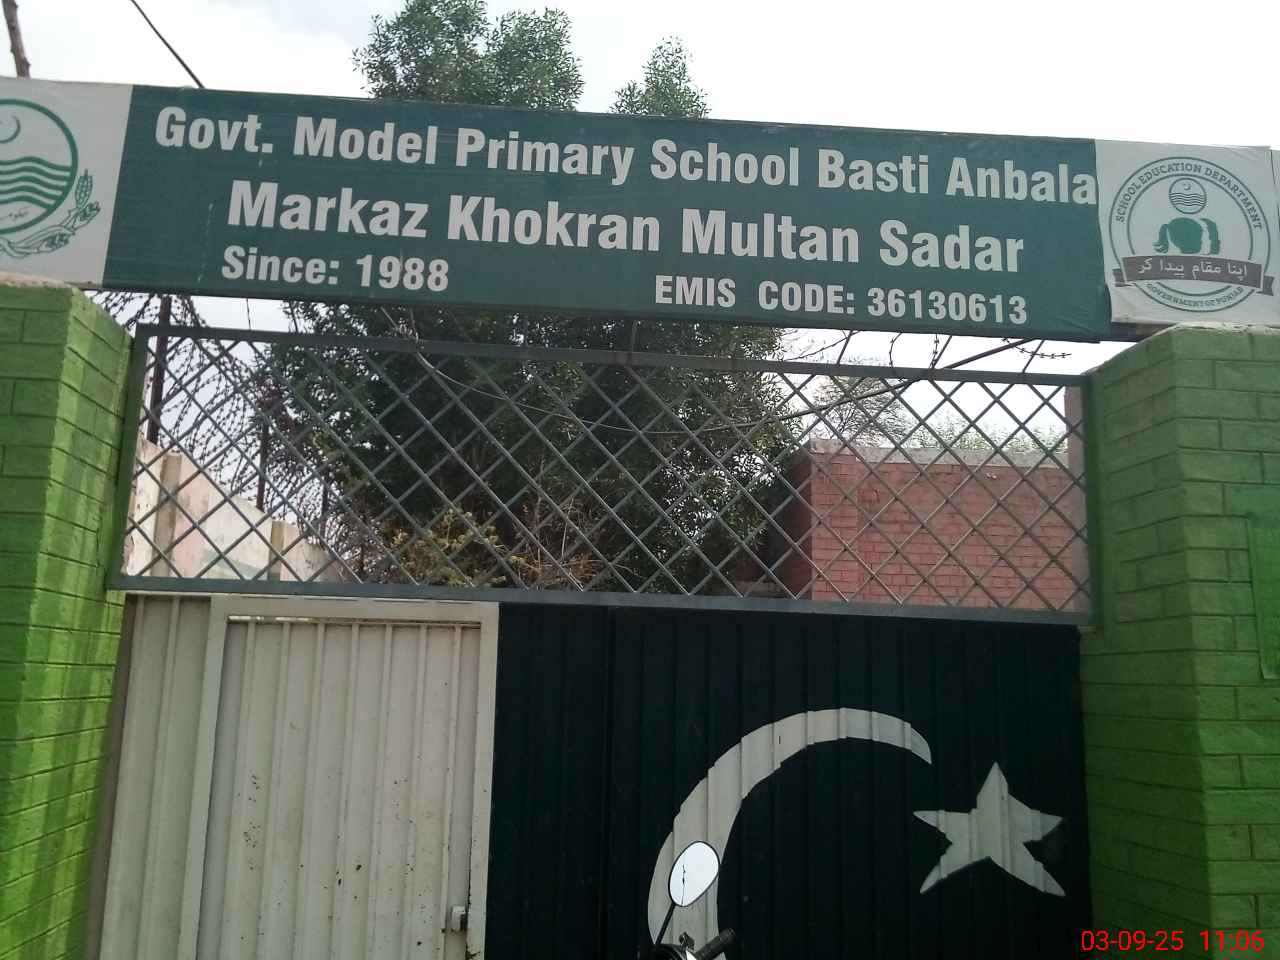 Govt. Model Primary School Basti Anbala
Markaz Khokran Multan Sadar
Since: 1988
EMIS CODE: 36130613
SCHOOL EDUCATION DEPARTMENT
اپنا مقام پیدا کر
GOVERNMENT OF PUNJAB
03-09-25 11:06